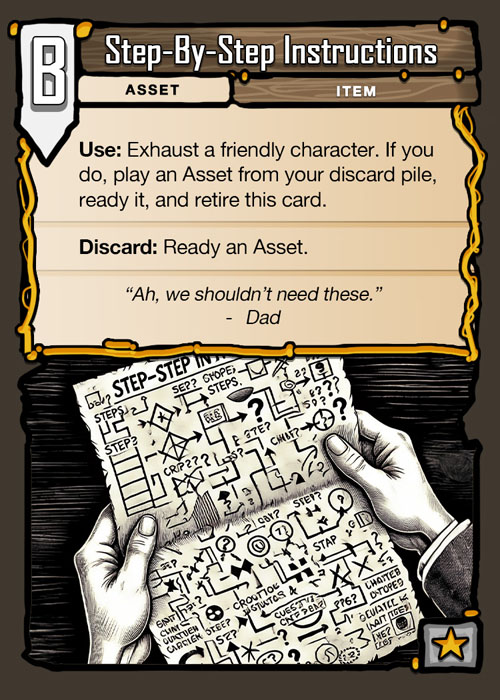 B
Step-By-Step Instructions
ASSET
ITEM
Use: Exhaust a friendly character. If you
do, play an Asset from your discard pile,
ready it, and retire this card.
Discard: Ready an Asset.
“Ah, we shouldn’t need these.”
- Dad
STEP-STEP IN
STEPS.
STEPS
STEP?
STEP?
STAP